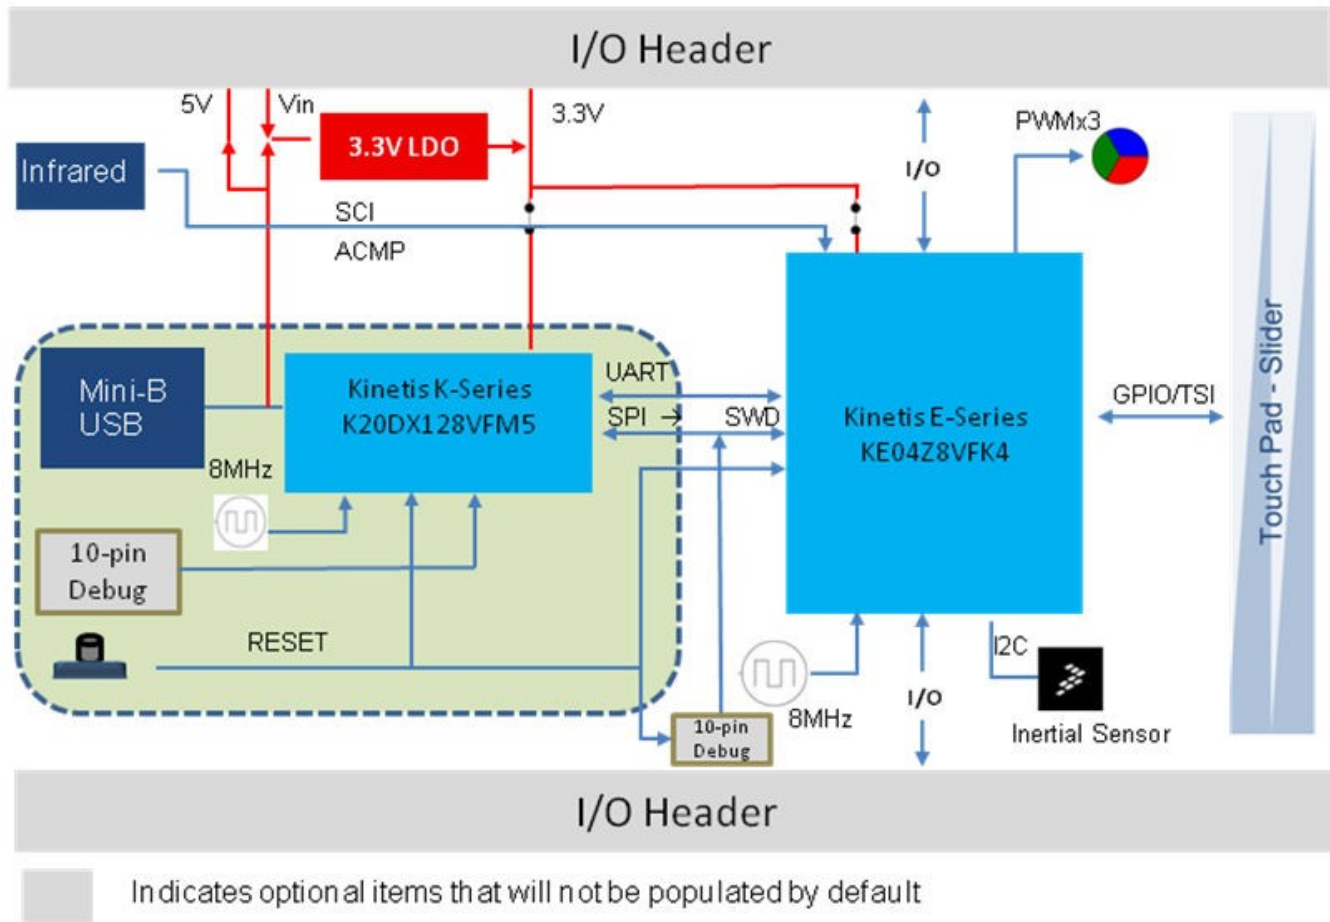 I/O Header
5V
Vin
3.3V
3.3V LDO
PWMx3
Infrared
I/O
SCI
ACMP
Mini-B
USB
Kinetis K-Series
K20DX128VFM5
UART
SPI →
SWD
Kinetis E-Series
KE04Z8VFK4
GPIO/TSI
Touch Pad - Slider
8MHz
10-pin
Debug
RESET
I2C
I/O
8MHz
10-pin
Debug
Inertial Sensor
I/O Header
Indicates optional items that will not be populated by default